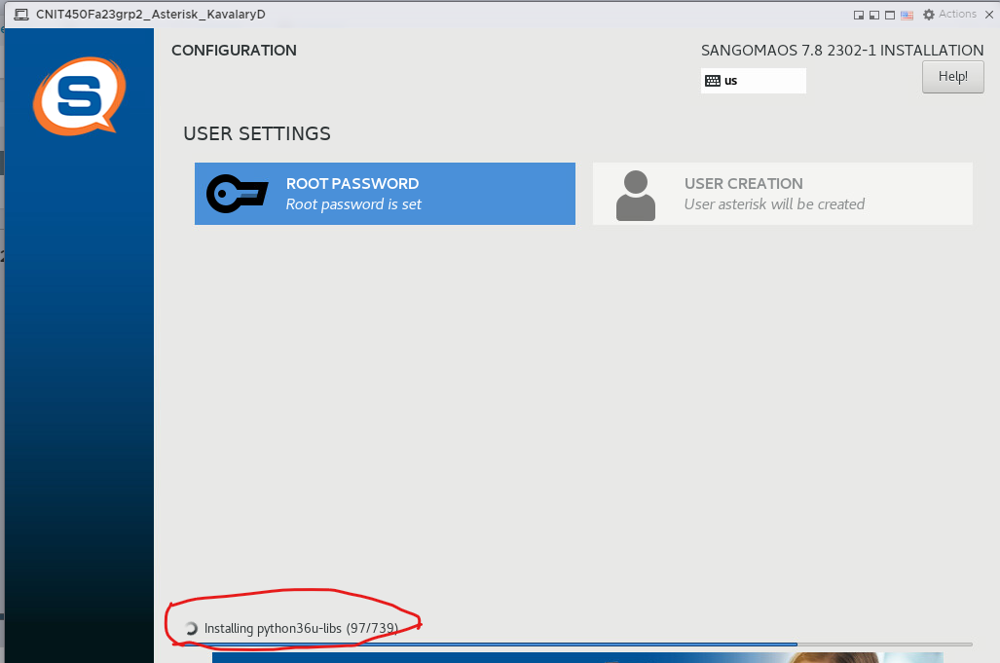 CNIT450Fa23grp2_Asterisk_KavalaryD
Actions
CONFIGURATION
SANGOMAOS 7.8 2302-1 INSTALLATION
us
Help!
S
USER SETTINGS
ROOT PASSWORD
Root password is set
USER CREATION
User asterisk will be created
Installing python36u-libs (97/739)